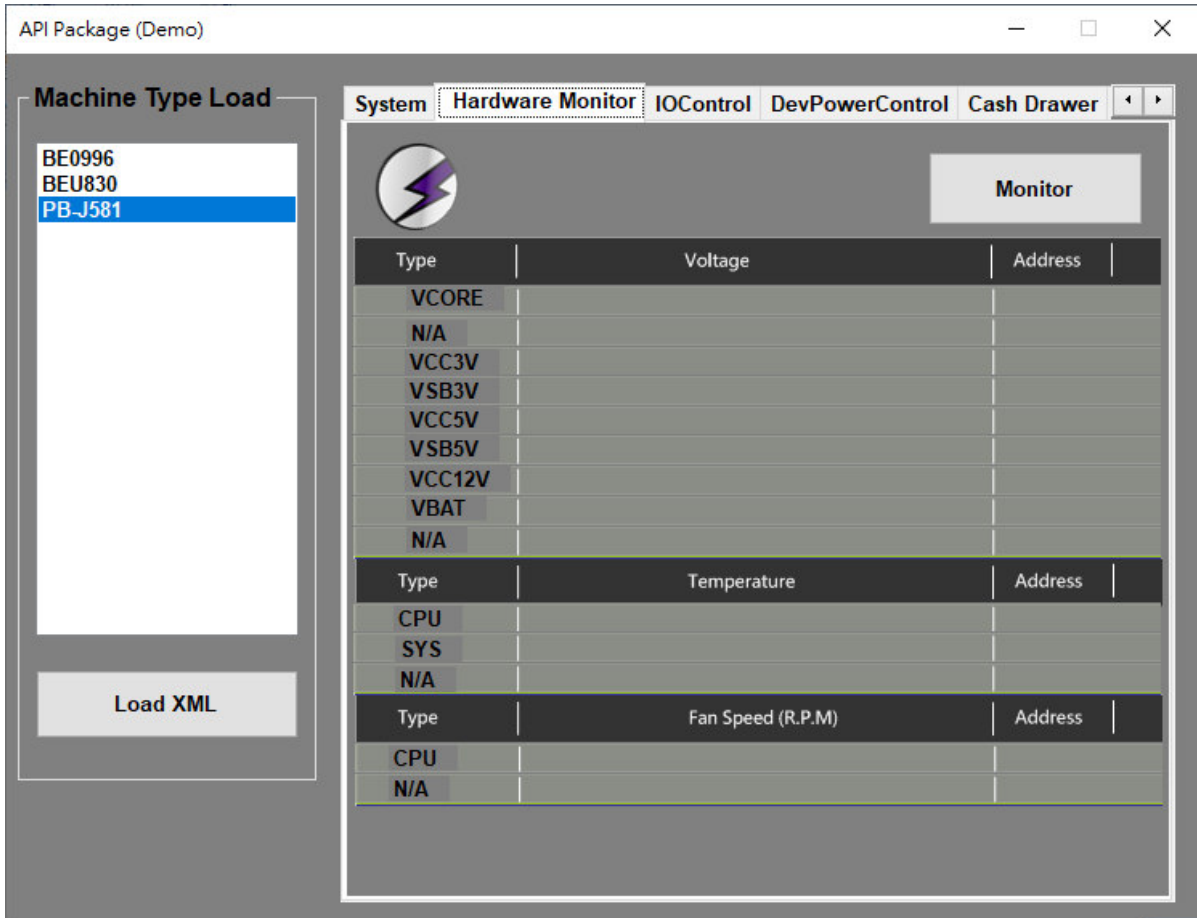 API Package (Demo)
Machine Type Load
BE0996
BEU830
PB-J581
Load XML
System Hardware Monitor IOControl DevPowerControl Cash Drawer
Monitor
Type Voltage Address
VCORE
N/A
VCC3V
VSB3V
VCC5V
VSB5V
VCC12V
VBAT
N/A
Type Temperature Address
CPU
SYS
N/A
Type Fan Speed (R.P.M) Address
CPU
N/A